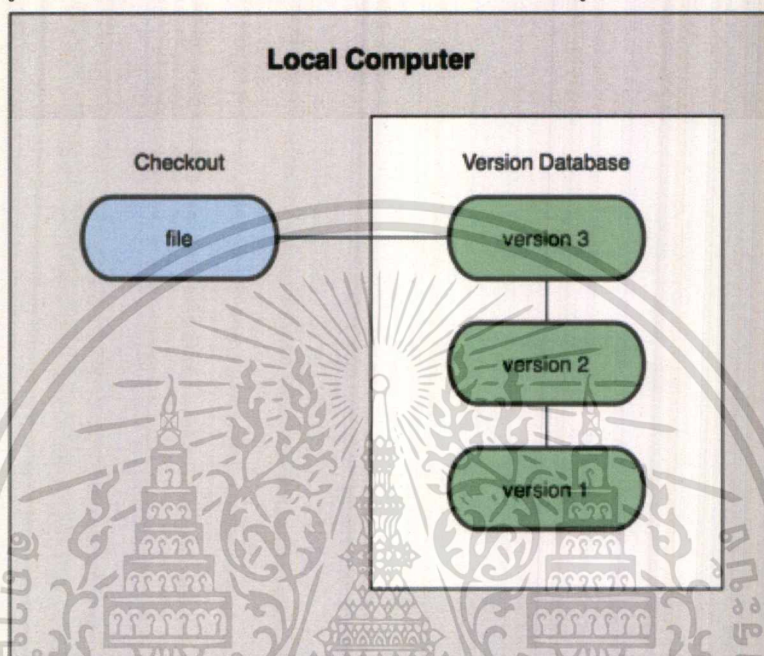 Local Computer
Checkout
Version Database
file
version 3
version 2
version 1